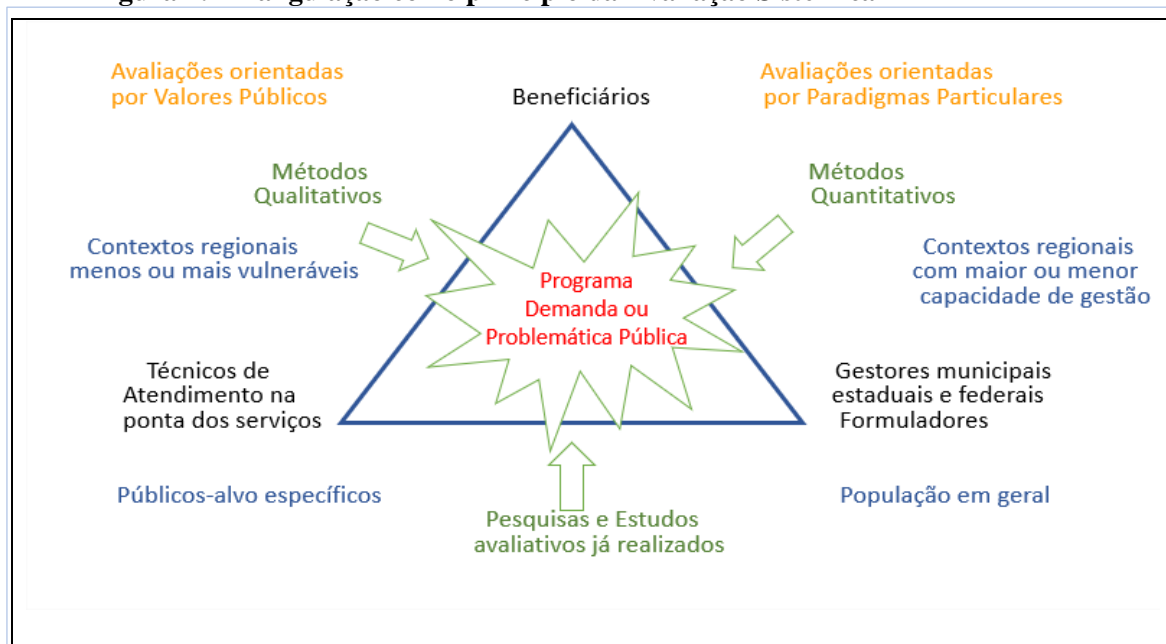 Avaliações orientadas
por Valores Públicos
Beneficiários
Avaliações orientadas
por Paradigmas Particulares
Métodos
Qualitativos
Métodos
Quantitativos
Contextos regionais
menos ou mais vulneráveis
Contextos regionais
com maior ou menor
capacidade de gestão
Programa
Demanda ou
Problemática Pública
Técnicos de
Atendimento na
ponta dos serviços
Gestores municipais
estaduais e federais
Formuladores
Públicos-alvo específicos
População em geral
Pesquisas e Estudos
avaliativos já realizados